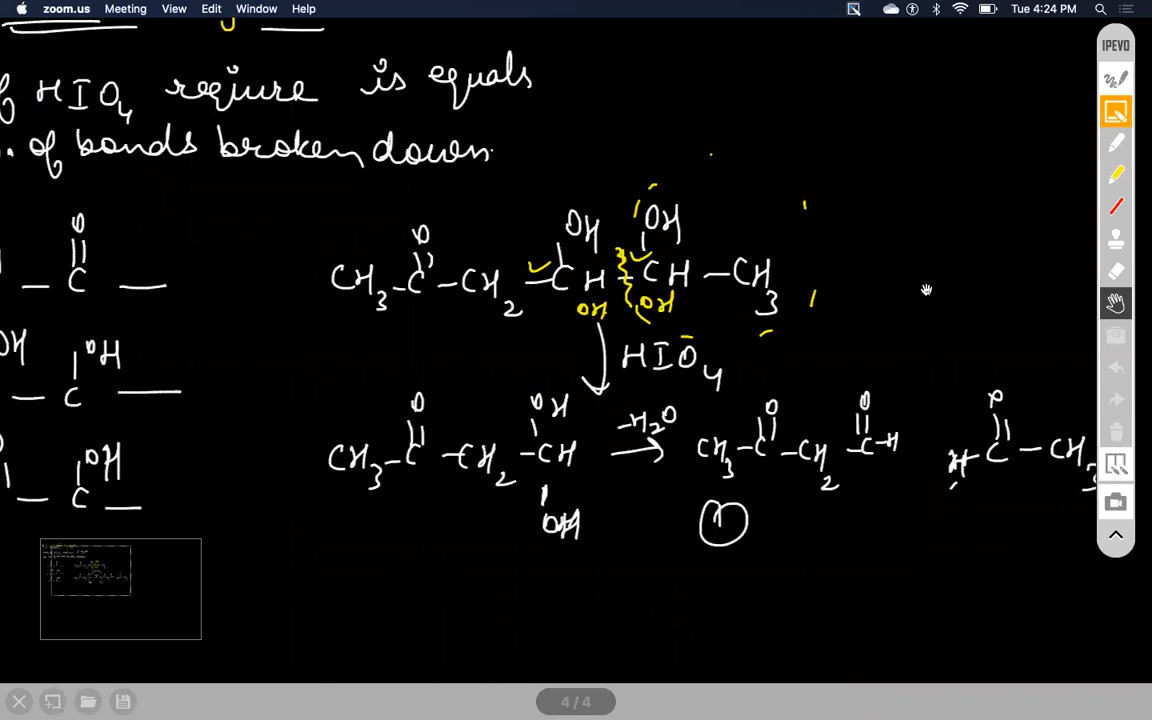 zoom.us Meeting View Edit Window Help Tue 4:24 PM
IPEVO
of HIO4 reqiure is equals
. of bonds broken down
O OH OH
— C — CH3 - C - CH2 - CH - CH - CH3
OH OH
OH OH HIO4
— C — O OH -H2O O O O
CH3 - C - CH2 - CH → CH3 - C - CH2 - C - H H - C - CH3
OH OH
— C — 1
4 / 4